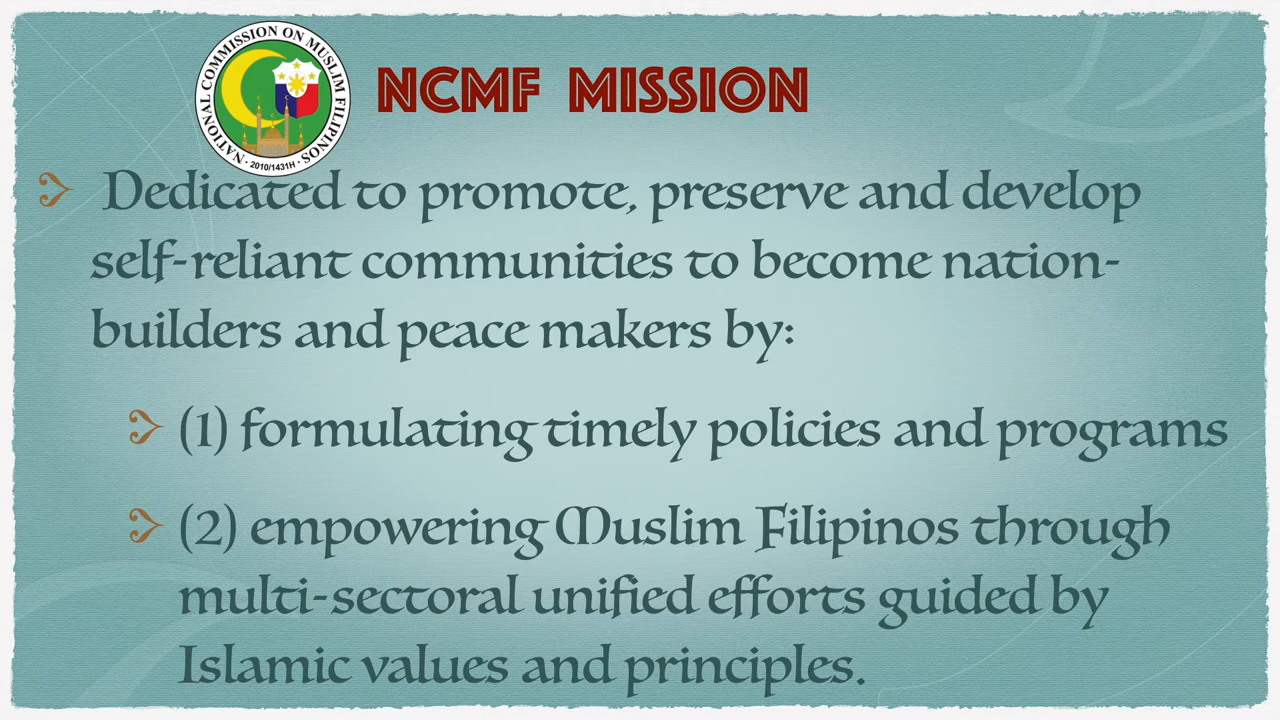 NATIONAL COMMISSION ON MUSLIM FILIPINOS
· 2010/1431H ·
NCMF MISSION
Dedicated to promote, preserve and develop
self-reliant communities to become nation-
builders and peace makers by:
(1) formulating timely policies and programs
(2) empowering Muslim Filipinos through
multi-sectoral unified efforts guided by
Islamic values and principles.